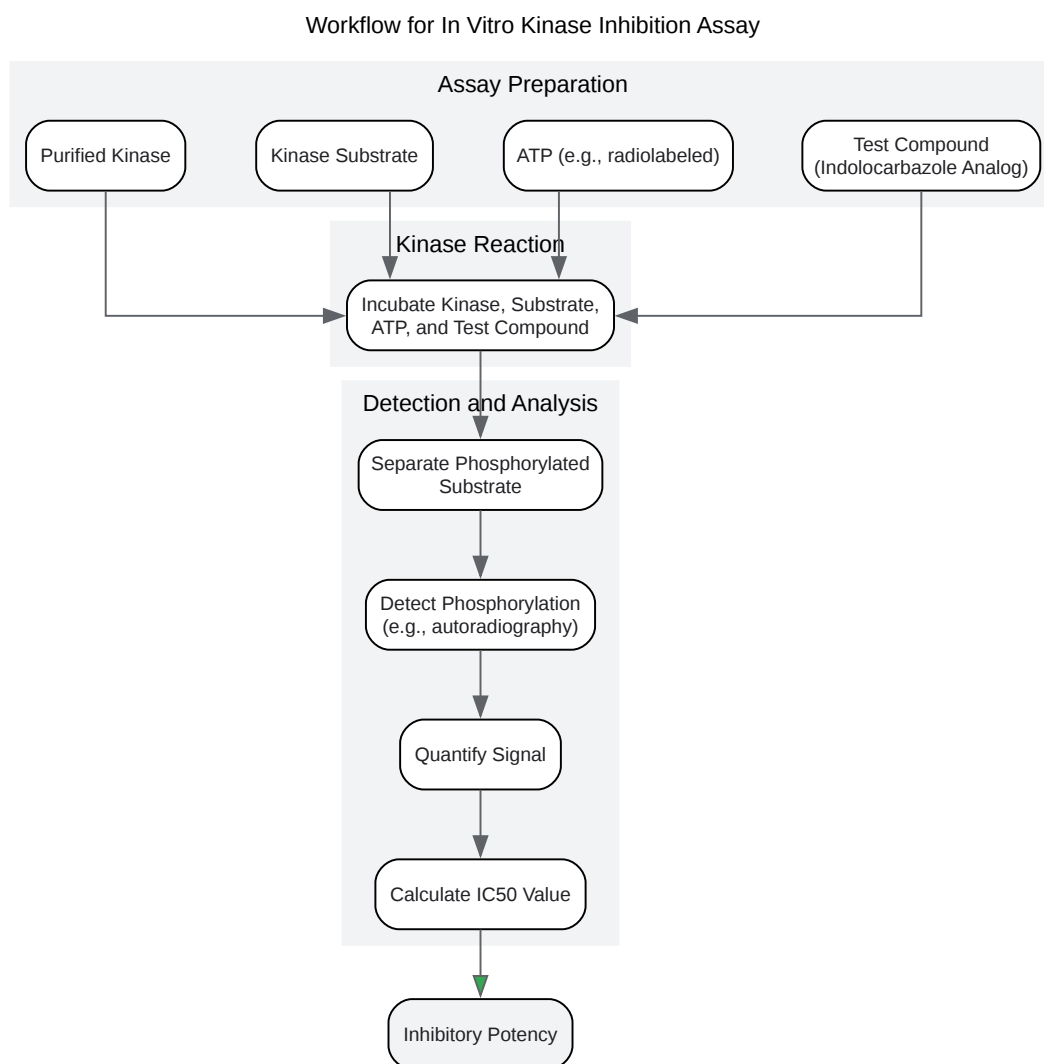 Workflow for In Vitro Kinase Inhibition Assay
Assay Preparation
Purified Kinase
Kinase Substrate
ATP (e.g., radiolabeled)
Test Compound
(Indolocarbazole Analog)
Kinase Reaction
Incubate Kinase, Substrate,
ATP, and Test Compound
Detection and Analysis
Separate Phosphorylated
Substrate
Detect Phosphorylation
(e.g., autoradiography)
Quantify Signal
Calculate IC50 Value
Inhibitory Potency